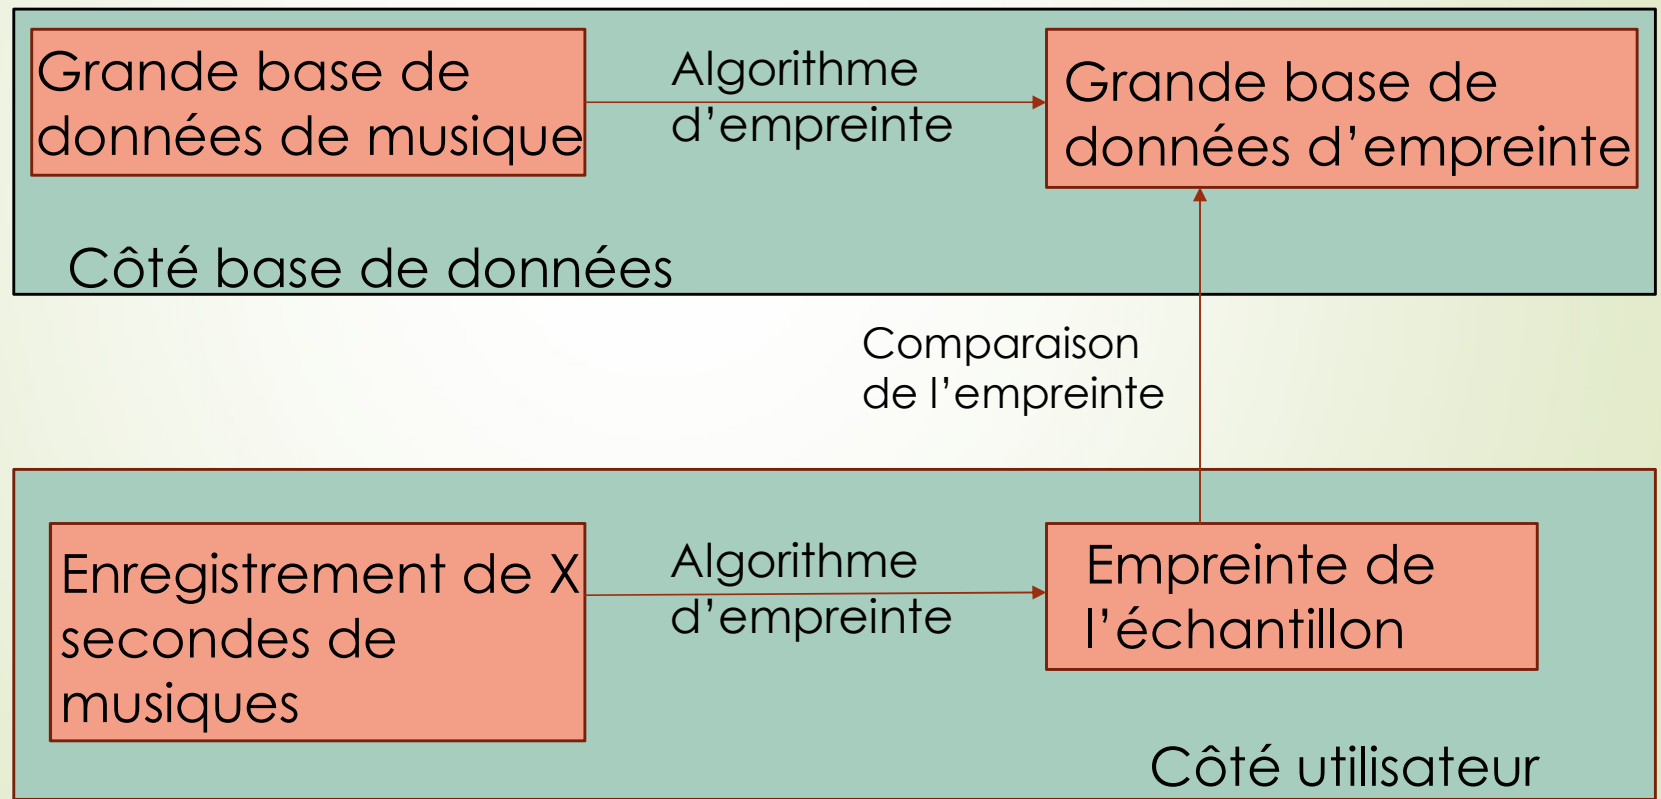 Grande base de
données de musique
Algorithme
d’empreinte
Grande base de
données d’empreinte
Côté base de données
Comparaison
de l’empreinte
Enregistrement de X
secondes de
musiques
Algorithme
d’empreinte
Empreinte de
l’échantillon
Côté utilisateur